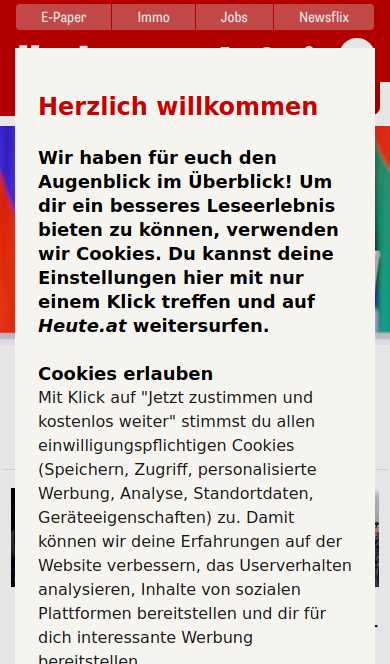 E-Paper Immo Jobs Newsflix
Herzlich willkommen
Wir haben für euch den
Augenblick im Überblick! Um
dir ein besseres Leseerlebnis
bieten zu können, verwenden
wir Cookies. Du kannst deine
Einstellungen hier mit nur
einem Klick treffen und auf
Heute.at weitersurfen.
Cookies erlauben
Mit Klick auf "Jetzt zustimmen und
kostenlos weiter" stimmst du allen
einwilligungspflichtigen Cookies
(Speichern, Zugriff, personalisierte
Werbung, Analyse, Standortdaten,
Geräteeigenschaften) zu. Damit
können wir deine Erfahrungen auf der
Website verbessern, das Userverhalten
analysieren, Inhalte von sozialen
Plattformen bereitstellen und dir für
dich interessante Werbung
bereitstellen